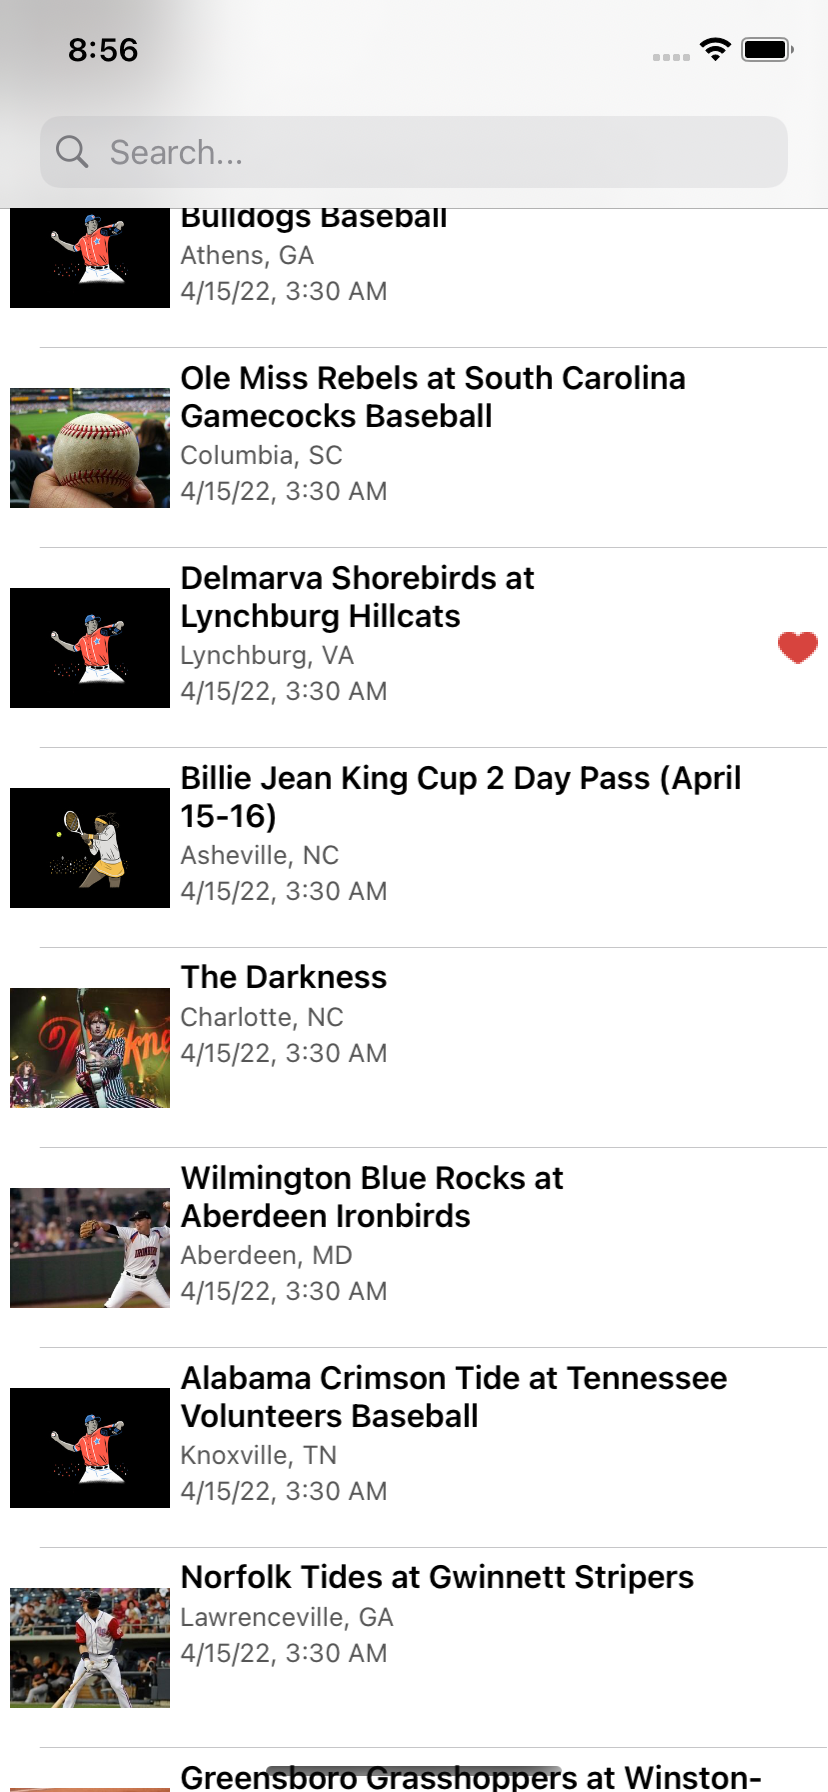 8:56
Search...
Bulldogs Baseball
Athens, GA
4/15/22, 3:30 AM
Ole Miss Rebels at South Carolina
Gamecocks Baseball
Columbia, SC
4/15/22, 3:30 AM
Delmarva Shorebirds at
Lynchburg Hillcats
Lynchburg, VA
4/15/22, 3:30 AM
Billie Jean King Cup 2 Day Pass (April
15-16)
Asheville, NC
4/15/22, 3:30 AM
The Darkness
Charlotte, NC
4/15/22, 3:30 AM
Wilmington Blue Rocks at
Aberdeen Ironbirds
Aberdeen, MD
4/15/22, 3:30 AM
Alabama Crimson Tide at Tennessee
Volunteers Baseball
Knoxville, TN
4/15/22, 3:30 AM
Norfolk Tides at Gwinnett Stripers
Lawrenceville, GA
4/15/22, 3:30 AM
Greensboro Grasshoppers at Winston-